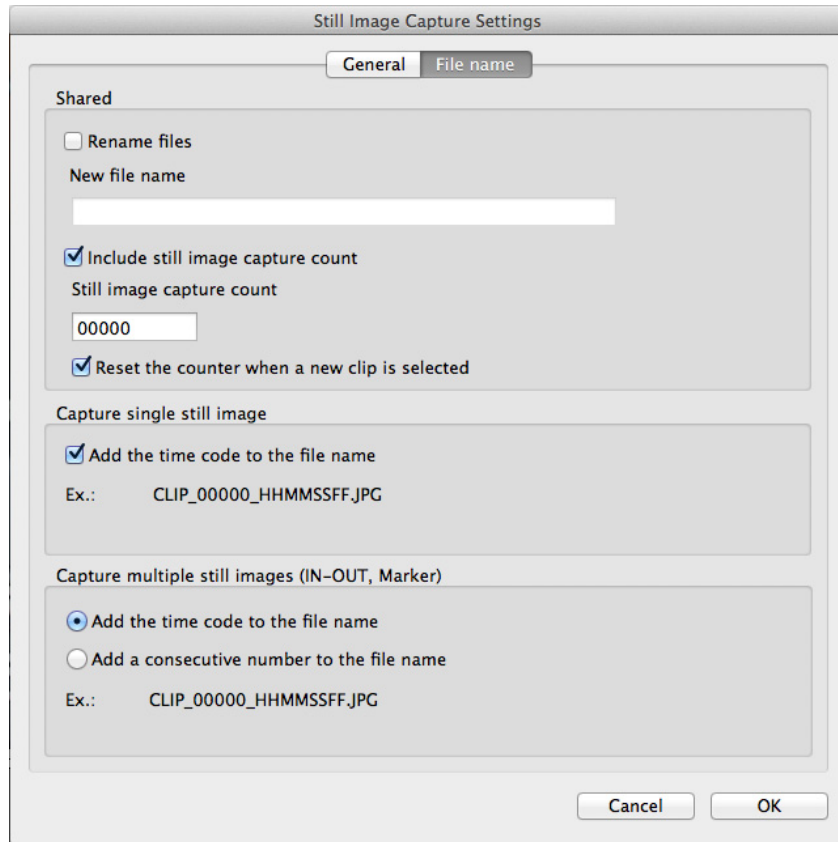 Still Image Capture Settings
General File name
Shared
Rename files
New file name
Include still image capture count
Still image capture count
00000
Reset the counter when a new clip is selected
Capture single still image
Add the time code to the file name
Ex.: CLIP_00000_HHMMSSFF.JPG
Capture multiple still images (IN-OUT, Marker)
Add the time code to the file name
Add a consecutive number to the file name
Ex.: CLIP_00000_HHMMSSFF.JPG
Cancel OK